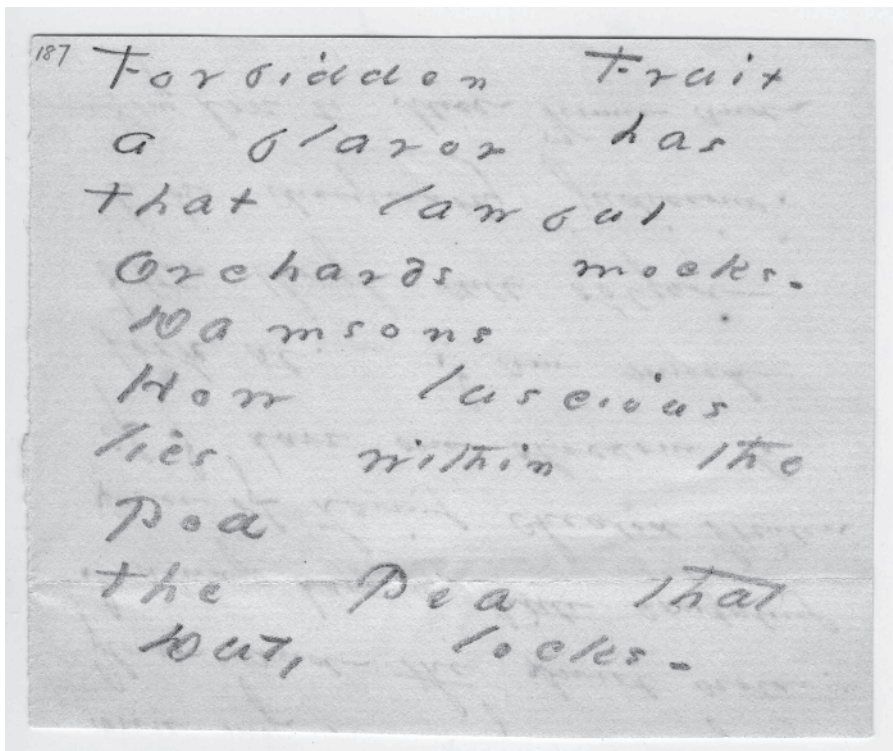 187
Forbidden Fruit
a flavor has
that lawful
Orchards mocks -
Damsons
How luscious
lies within the
Pod
the Pea that
Duty locks -